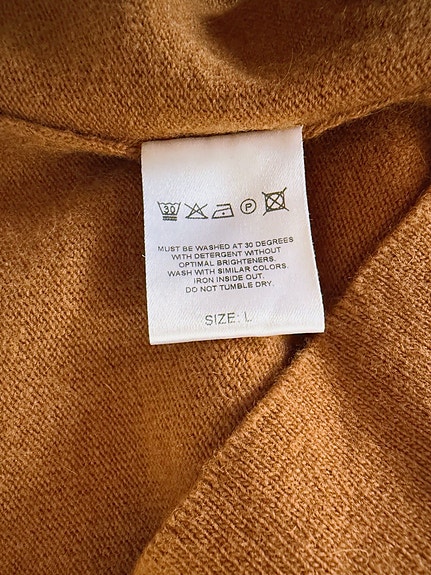 30 P
MUST BE WASHED AT 30 DEGREES
WITH DETERGENT WITHOUT
OPTIMAL BRIGHTENERS.
WASH WITH SIMILAR COLORS.
IRON INSIDE OUT.
DO NOT TUMBLE DRY.
SIZE: L